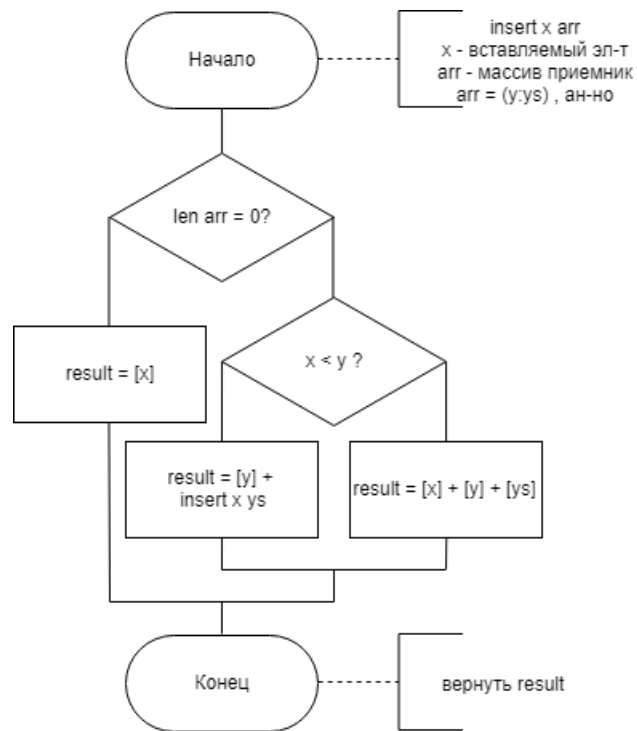 Начало
insert x arr
x - вставляемый эл-т
arr - массив приемник
arr = (y:ys) , ан-но
len arr = 0?
result = [x]
x < y ?
result = [y] +
insert x ys
result = [x] + [y] + [ys]
Конец
вернуть result